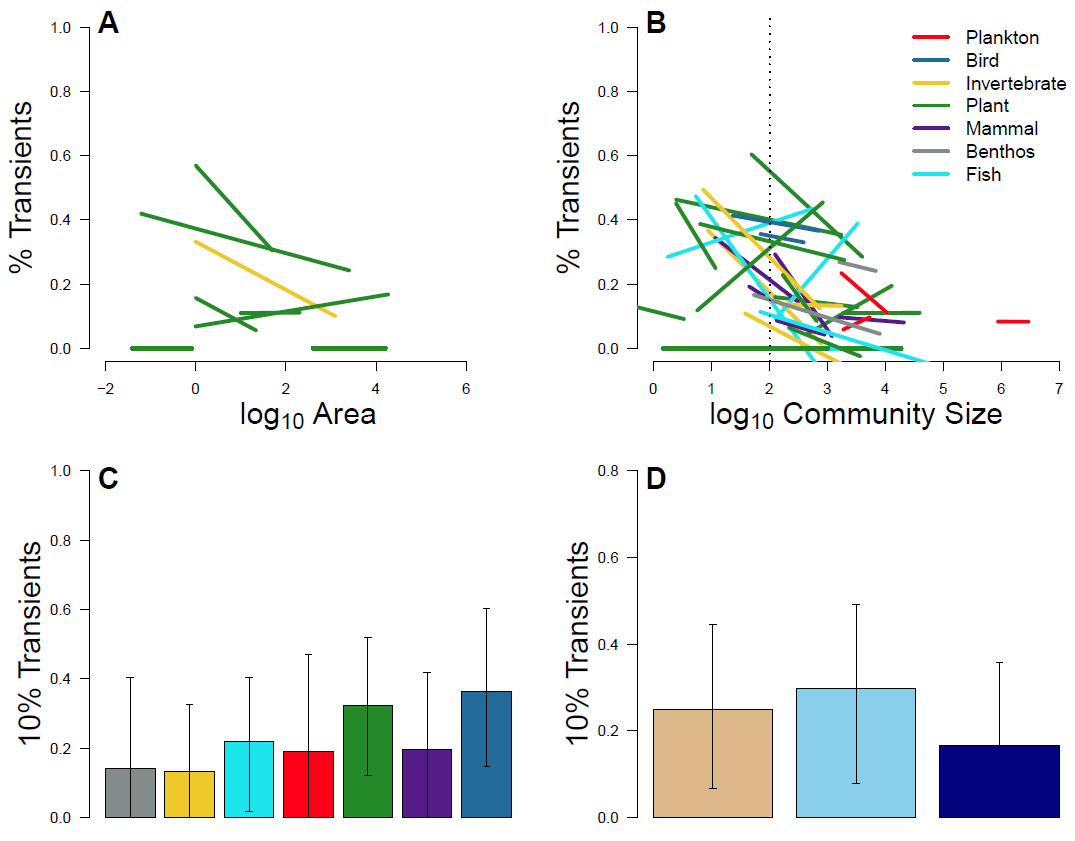 A
% Transients
1.0
0.8
0.6
0.4
0.2
0.0
−2 0 2 4 6
log10 Area
B
% Transients
1.0
0.8
0.6
0.4
0.2
0.0
0 1 2 3 4 5 6 7
log10 Community Size
Plankton
Bird
Invertebrate
Plant
Mammal
Benthos
Fish
C
10% Transients
1.0
0.8
0.6
0.4
0.2
0.0
D
10% Transients
0.8
0.6
0.4
0.2
0.0